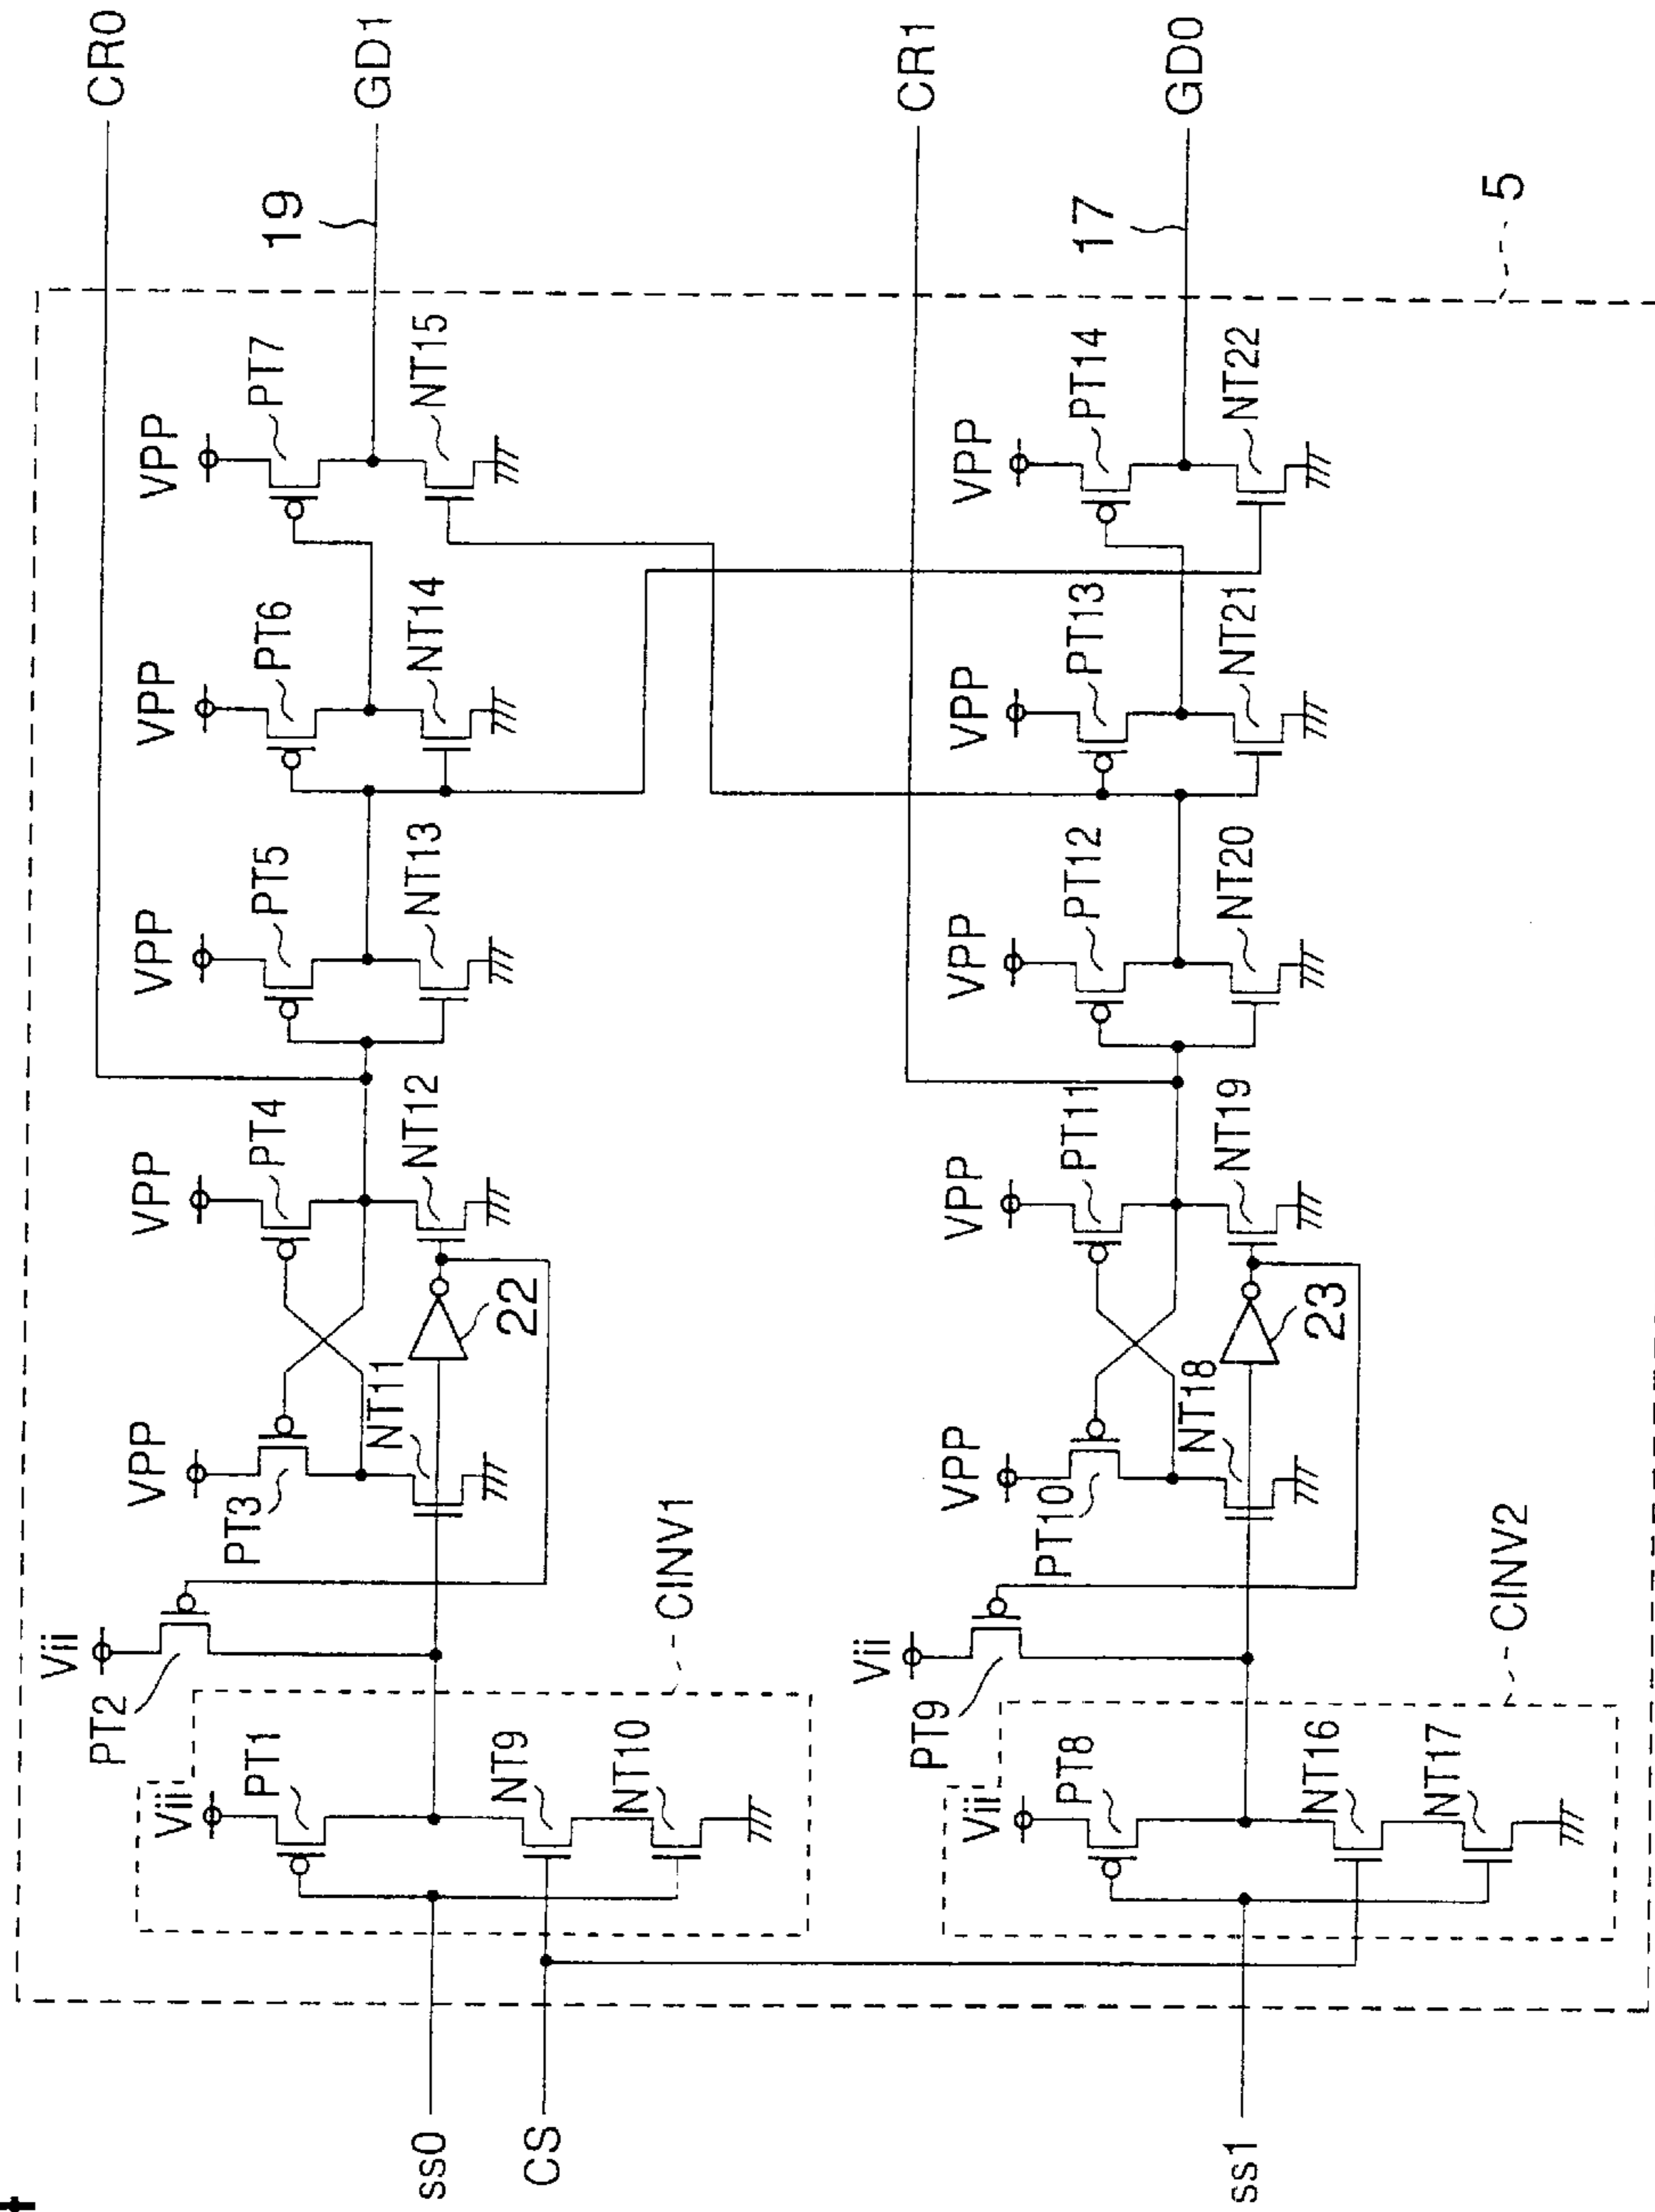 CR0
GD1
19
VPP
PT7
NT15
VPP
PT6
NT14
VPP
PT5
NT13
VPP
PT4
NT12
22
VPP
PT3
NT11
Vii
PT2
CINV1
Vii
PT1
NT9
NT10
ss0
CS
CR1
GD0
17
5
VPP
PT14
NT22
VPP
PT13
NT21
VPP
PT12
NT20
VPP
PT11
NT19
23
VPP
PT10
NT18
Vii
PT9
CINV2
Vii
PT8
NT16
NT17
ss1